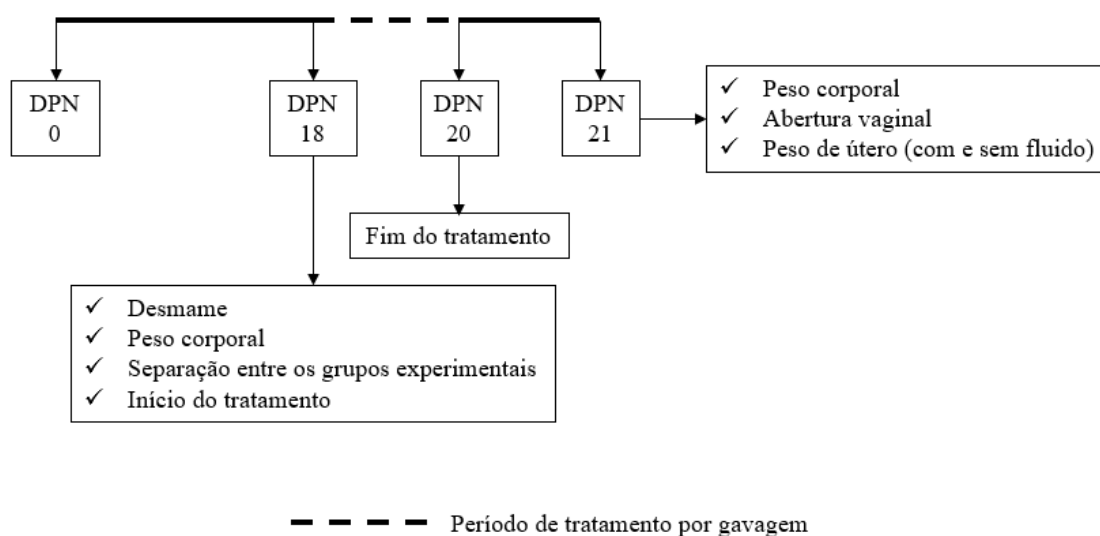 DPN
0
DPN
18
DPN
20
DPN
21
✓ Peso corporal
✓ Abertura vaginal
✓ Peso de útero (com e sem fluido)
Fim do tratamento
✓ Desmame
✓ Peso corporal
✓ Separação entre os grupos experimentais
✓ Início do tratamento
Período de tratamento por gavagem